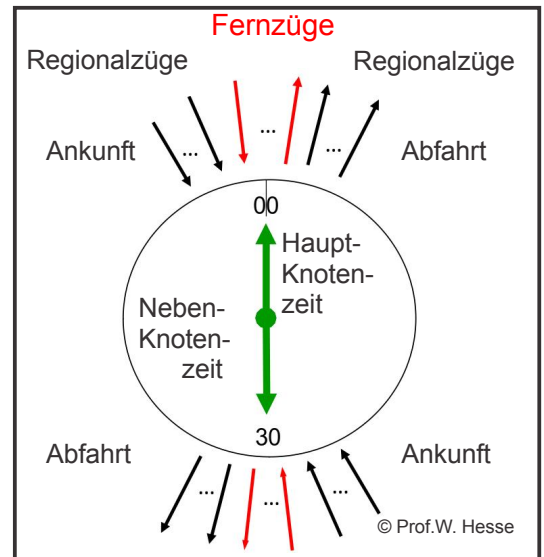 Fernzüge
Regionalzüge
Regionalzüge
...
...
...
Ankunft
Abfahrt
00
Haupt-
Knoten-
zeit
Neben-
Knoten-
zeit
30
Abfahrt
Ankunft
...
...
...
© Prof.W. Hesse